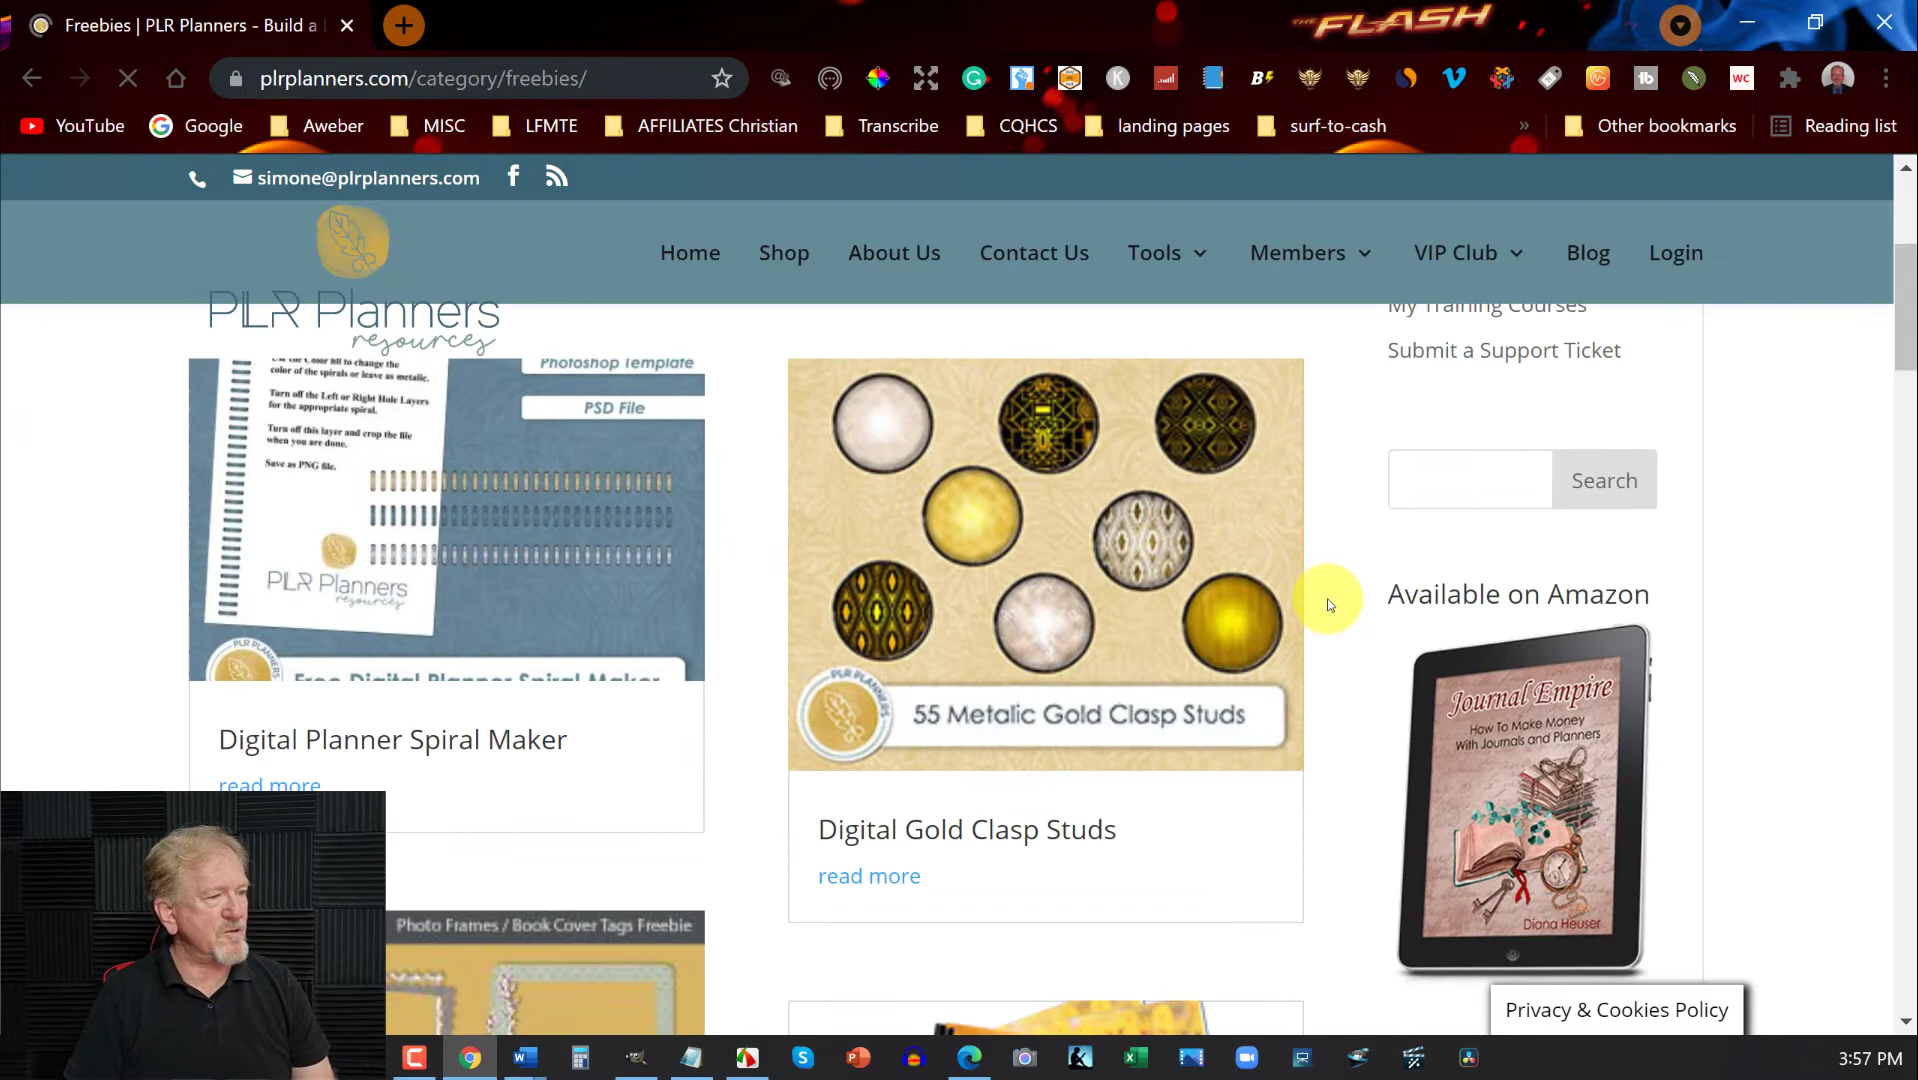 Freebies | PLR Planners - Build a
THE FLASH
plrplanners.com/category/freebies/
YouTube
Google
Aweber
MISC
LFMTE
AFFILIATES Christian
Transcribe
CQHCS
landing pages
surf-to-cash
»
Other bookmarks
Reading list
simone@plrplanners.com
PLR Planners
resources
Home
Shop
About Us
Contact Us
Tools
Members
VIP Club
Blog
Login
My Training Courses
Submit a Support Ticket
color of the spirals or leave as metalic.
Turn off the Left or Right Hole Layers
for the appropriate spiral.
Turn off this layer and crop the file
when you are done.
Save as PNG file.
PLR Planners
resources
Photoshop Template
PSD File
PLR PLANNERS
Free Digital Planner Spiral Maker
Digital Planner Spiral Maker
read more
PLR PLANNERS
55 Metalic Gold Clasp Studs
Digital Gold Clasp Studs
read more
Search
Available on Amazon
Journal Empire
How To Make Money
With Journals and Planners
Diana Heuser
Photo Frames / Book Cover Tags Freebie
Privacy & Cookies Policy
3:57 PM